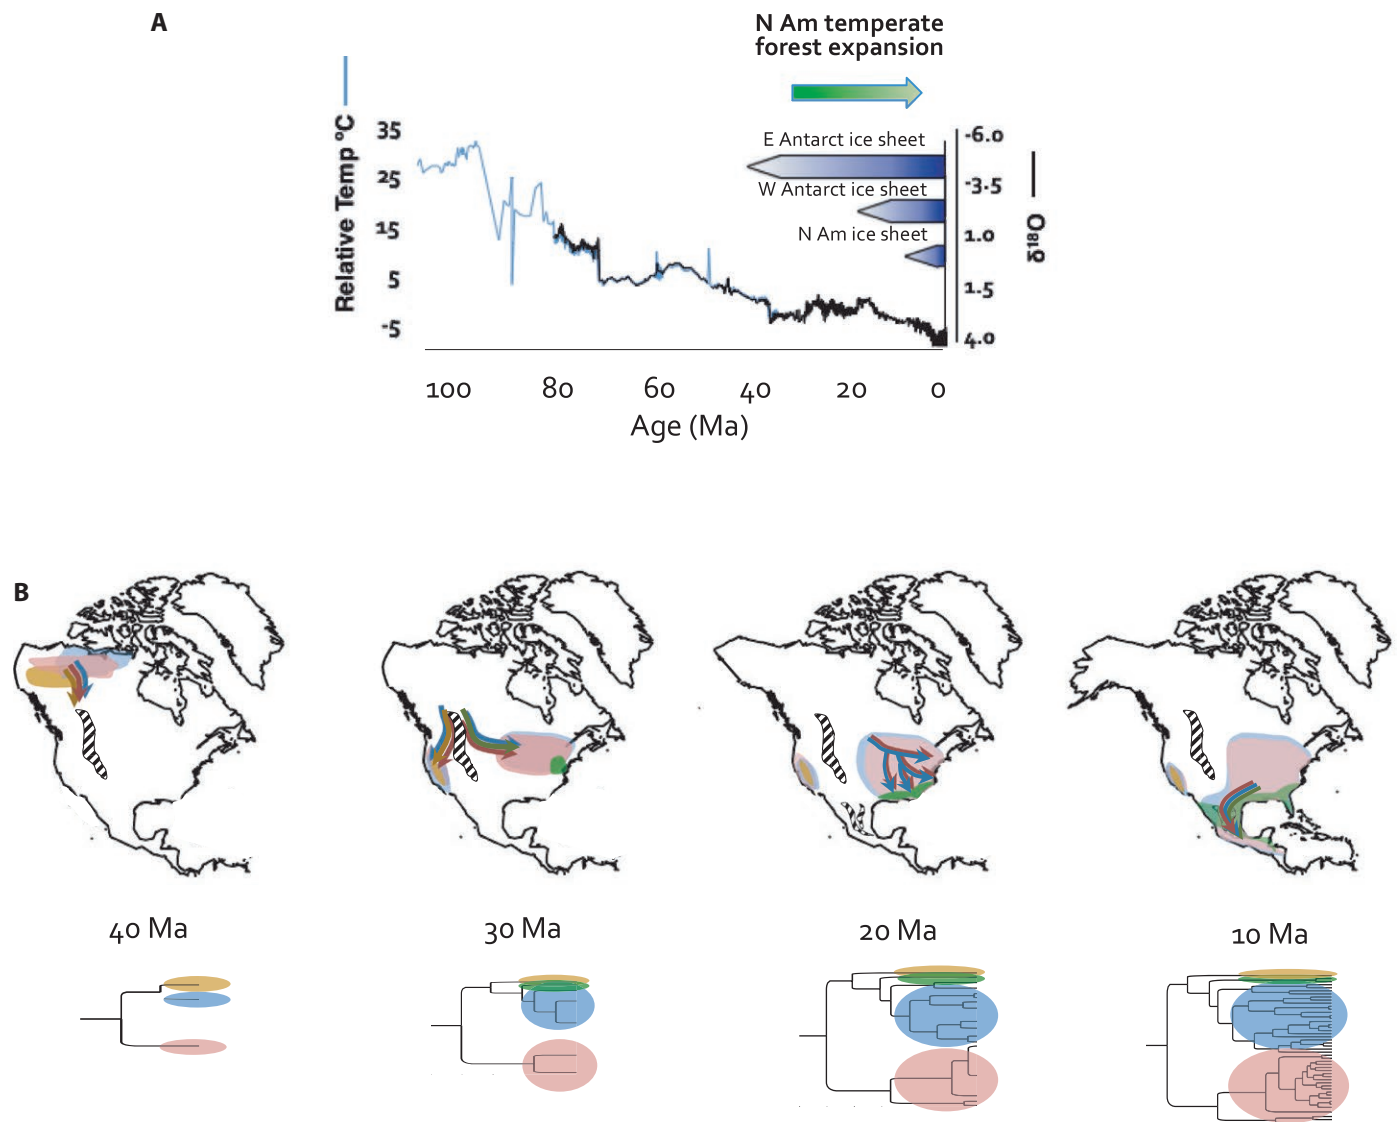 A
N Am temperate
forest expansion
Relative Temp ºC
35
25
15
5
-5
E Antarct ice sheet
W Antarct ice sheet
N Am ice sheet
-6.0
-3.5
1.0
1.5
4.0
δ¹⁸O
100 80 60 40 20 0
Age (Ma)
B
40 Ma 30 Ma 20 Ma 10 Ma